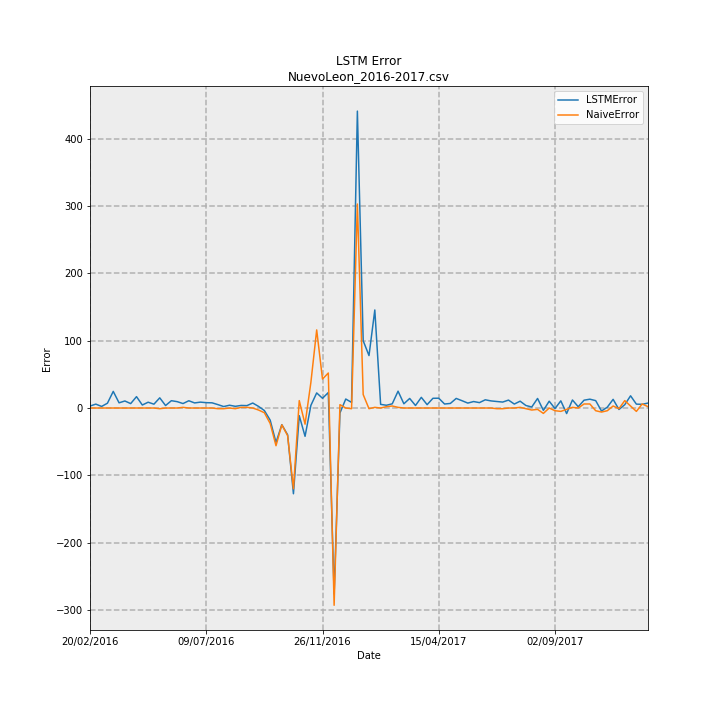 LSTM Error
NuevoLeon_2016-2017.csv
LSTMError
NaiveError
400
300
200
100
0
−100
−200
−300
Error
20/02/2016
09/07/2016
26/11/2016
15/04/2017
02/09/2017
Date